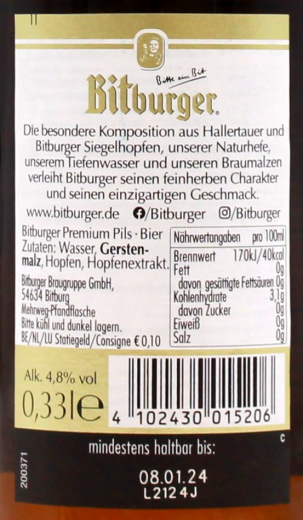 Bitte ein Bit
Bitburger®
Die besondere Komposition aus Hallertauer und
Bitburger Siegelhopfen, unserer Naturhefe,
unserem Tiefenwasser und unseren Braumalzen
verleiht Bitburger seinen feinherben Charakter
und seinen einzigartigen Geschmack.
www.bitburger.de /Bitburger /Bitburger
Bitburger Premium Pils · Bier
Zutaten: Wasser, Gersten-
malz, Hopfen, Hopfenextrakt.
Bitburger Braugruppe GmbH,
54634 Bitburg
Mehrweg-Pfandflasche
Bitte kühl und dunkel lagern.
BE/NL/LU Statiegeld/Consigne €0,10
Nährwertangaben pro 100ml
Brennwert 170kJ/40kcal
Fett 0g
davon gesättigte Fettsäuren 0g
Kohlenhydrate 3,1g
davon Zucker 0g
Eiweiß 0g
Salz 0g
Alk. 4,8% vol
0,33l e
4 102430 015206
mindestens haltbar bis:
C
200371
08.01.24
L2124J